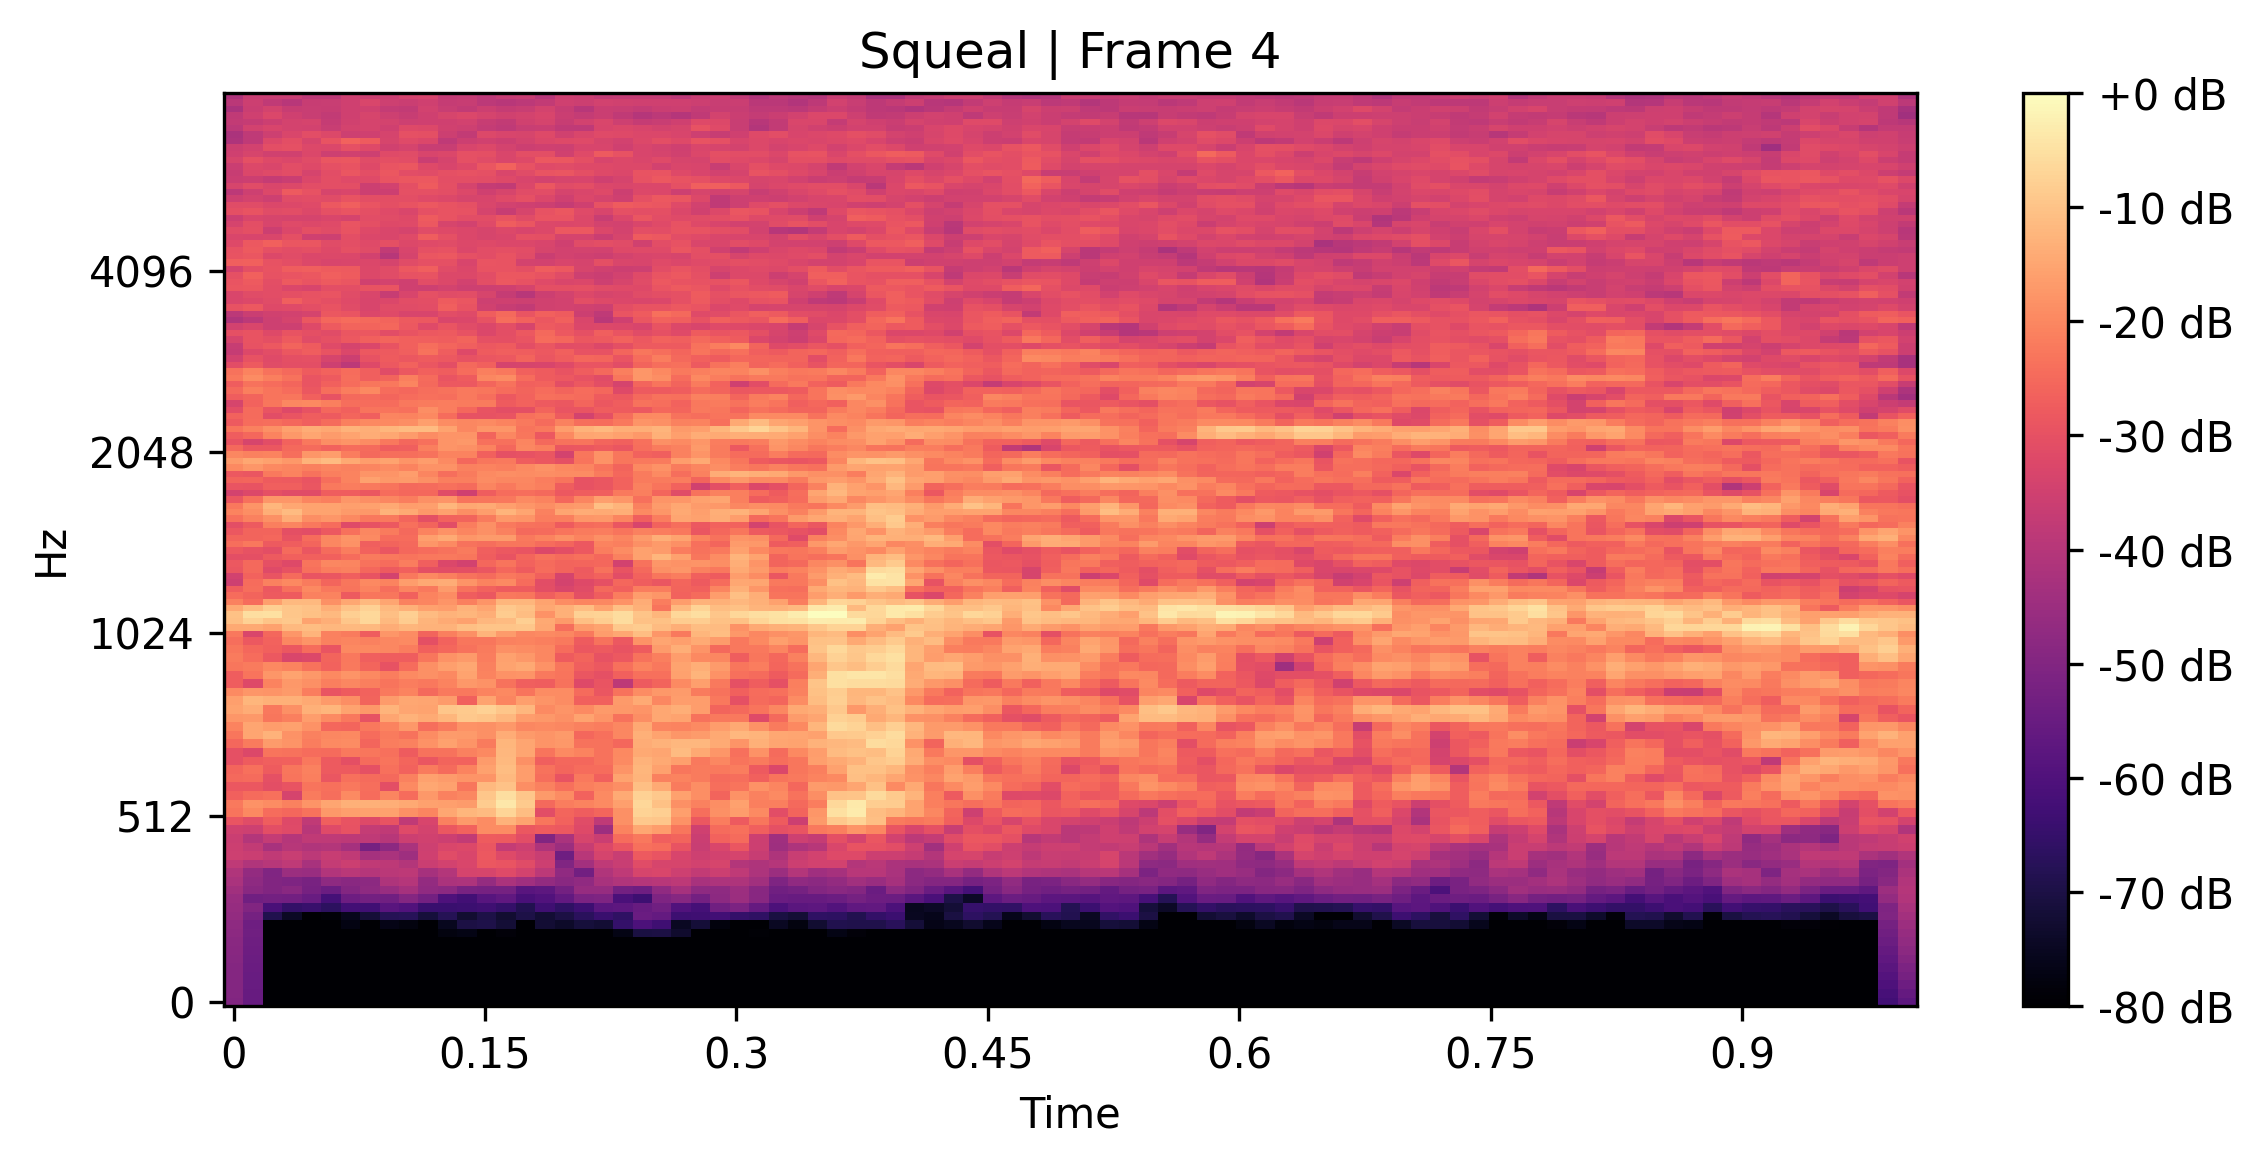 Squeal | Frame 4
+0 dB
-10 dB
-20 dB
-30 dB
-40 dB
-50 dB
-60 dB
-70 dB
-80 dB
Hz
4096
2048
1024
512
0
0 0.15 0.3 0.45 0.6 0.75 0.9
Time